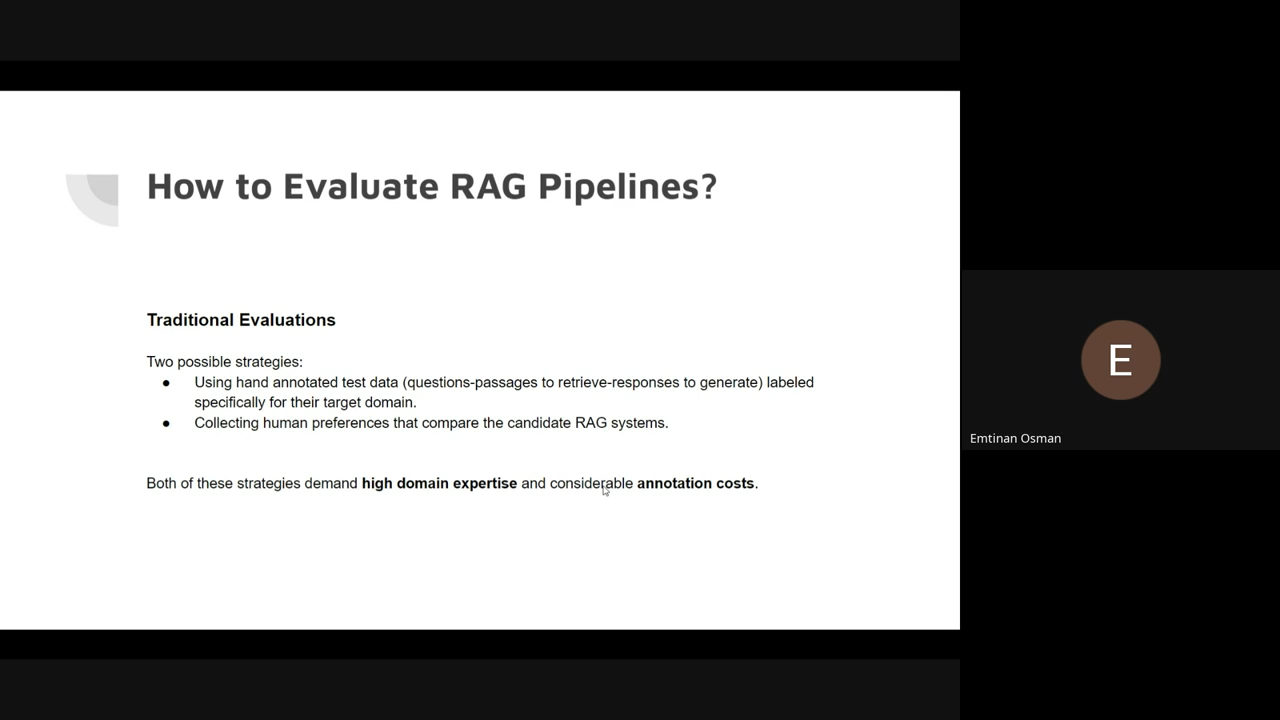 How to Evaluate RAG Pipelines?
Traditional Evaluations
Two possible strategies:
● Using hand annotated test data (questions-passages to retrieve-responses to generate) labeled
specifically for their target domain.
● Collecting human preferences that compare the candidate RAG systems.
Both of these strategies demand high domain expertise and considerable annotation costs.
E
Emtinan Osman